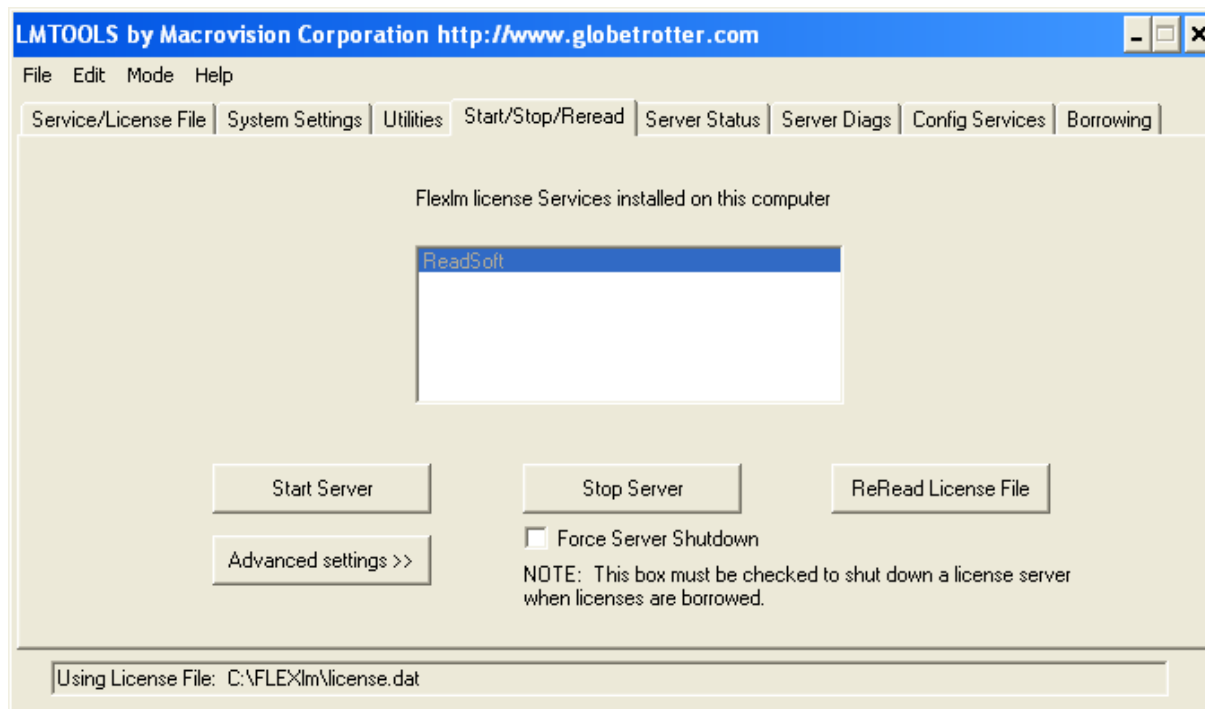 LMTOOLS by Macrovision Corporation http://www.globetrotter.com
File Edit Mode Help
Service/License File System Settings Utilities Start/Stop/Reread Server Status Server Diags Config Services Borrowing
Flexlm license Services installed on this computer
ReadSoft
Start Server Stop Server ReRead License File
Force Server Shutdown
Advanced settings >>
NOTE: This box must be checked to shut down a license server
when licenses are borrowed.
Using License File: C:\FLEXlm\license.dat